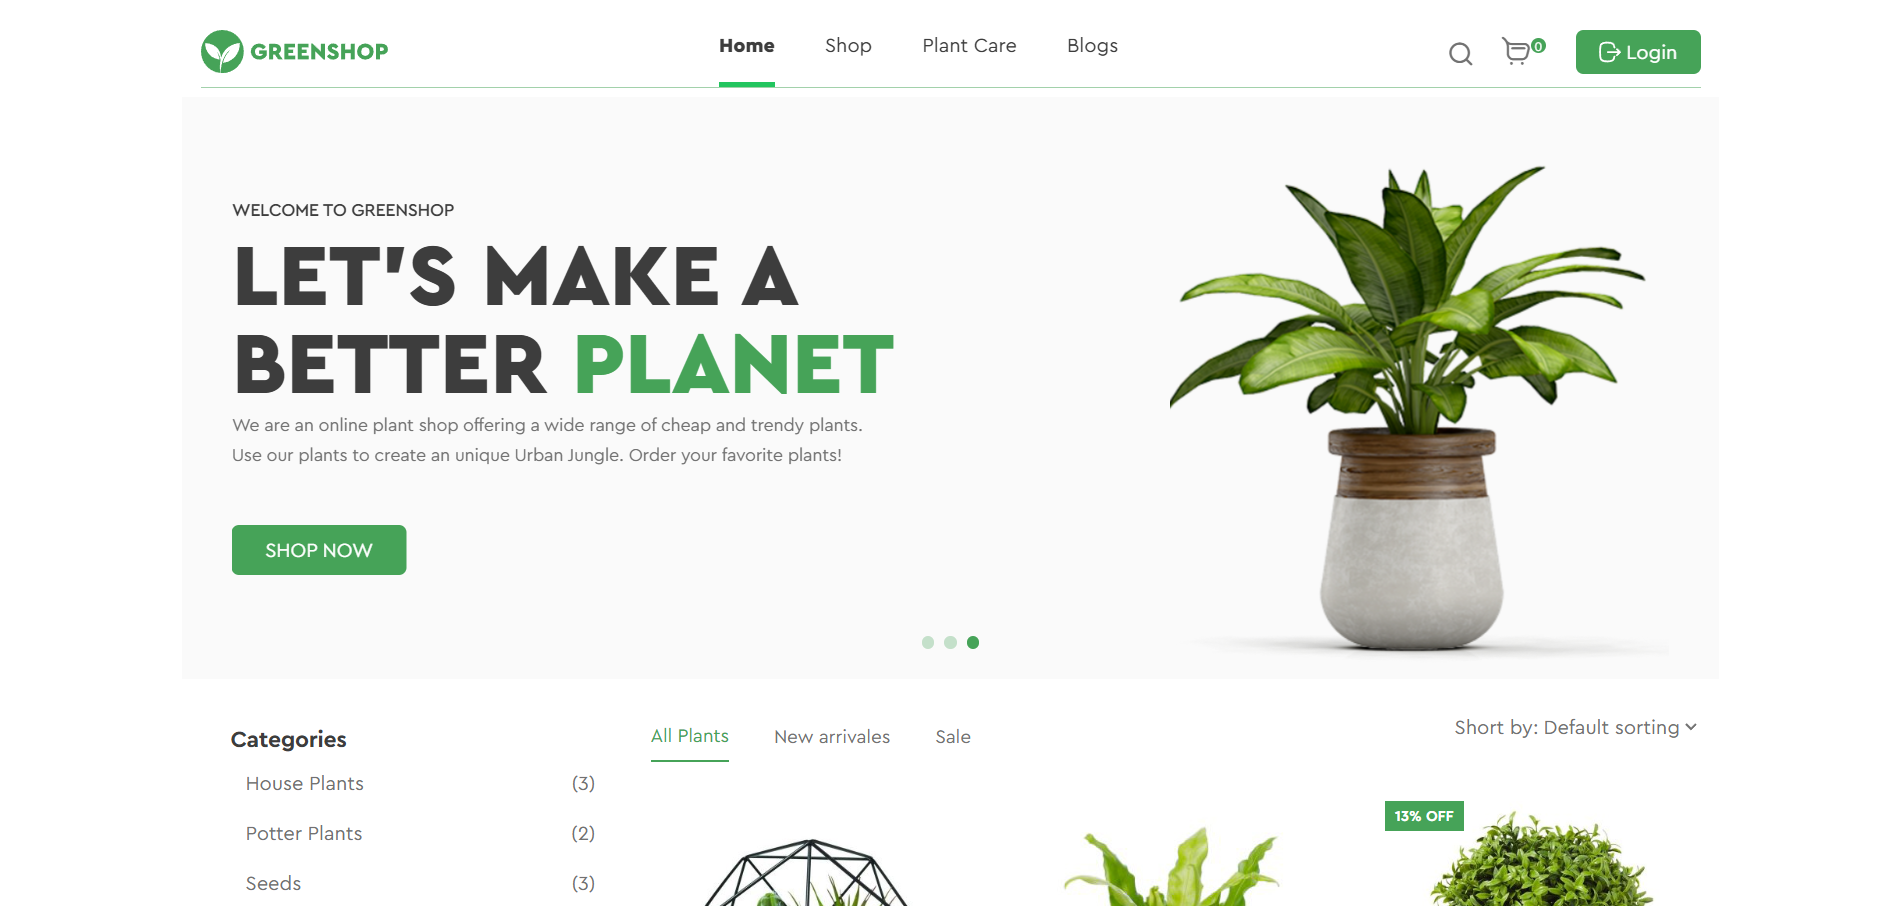 GREENSHOP
Home
Shop
Plant Care
Blogs
0
Login
WELCOME TO GREENSHOP
LET'S MAKE A
BETTER PLANET
We are an online plant shop offering a wide range of cheap and trendy plants.
Use our plants to create an unique Urban Jungle. Order your favorite plants!
SHOP NOW
Categories
House Plants (3)
Potter Plants (2)
Seeds (3)
All Plants
New arrivales
Sale
Short by: Default sorting
13% OFF